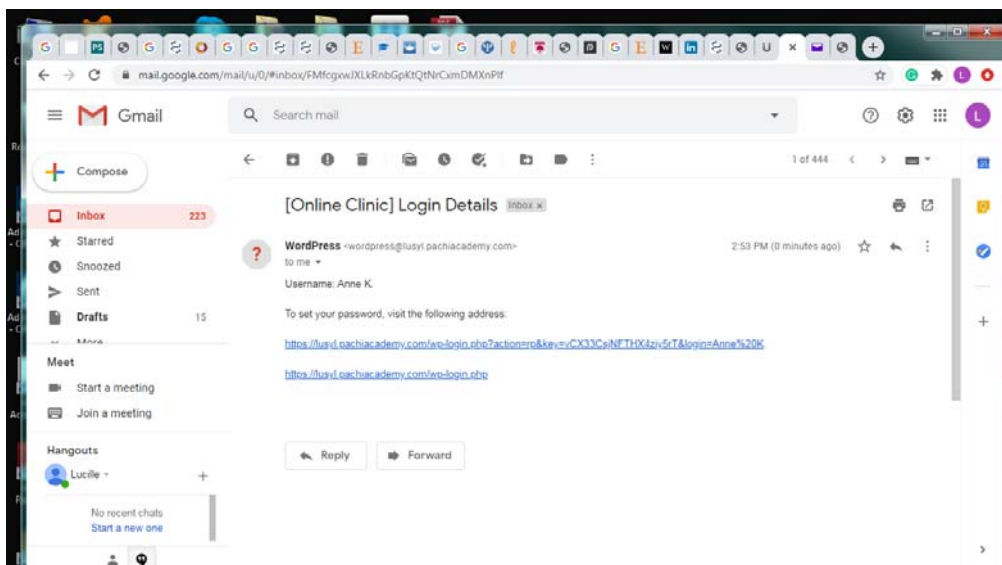 mail.google.com/mail/u/0/#inbox/FMfcgxwJXLkRnbGpKtQtNrCxmDMXnPlf
Gmail
Search mail
L
Compose
1 of 444
[Online Clinic] Login Details Inbox x
Inbox 223
Starred
Snoozed
Sent
Drafts 15
More
WordPress <wordpress@lusyl.pachiacademy.com>
2:53 PM (0 minutes ago)
to me
Username: Anne K.
To set your password, visit the following address:
https://lusyl.pachiacademy.com/wp-login.php?action=rp&key=vCX33CsjNFTHX4ziy5rT&login=Anne%20K
https://lusyl.pachiacademy.com/wp-login.php
Meet
Start a meeting
Join a meeting
Reply
Forward
Hangouts
Lucille
No recent chats
Start a new one